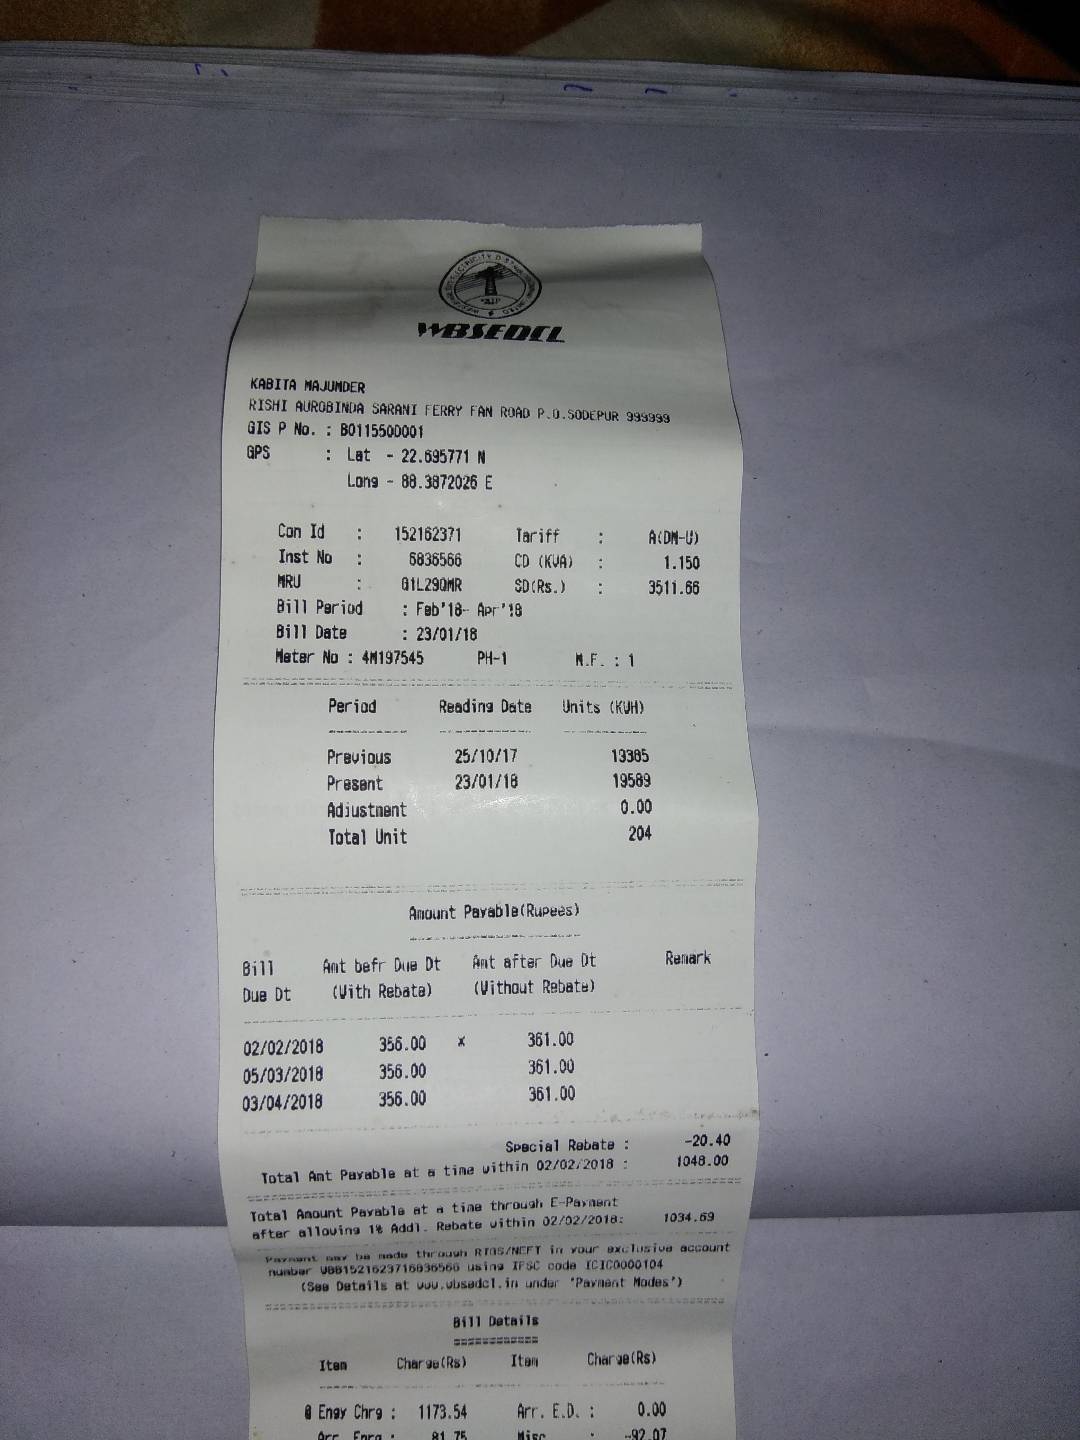 WBSEDCL
KABITA MAJUMDER
RISHI AUROBINDA SARANI FERRY FAN ROAD P.O.SODEPUR 999999
GIS P No. : B0115500001
GPS : Lat - 22.695771 N
Long - 88.3872026 E
Con Id : 152162371 Tariff : A(DM-U)
Inst No : 6836566 CD (KVA) : 1.150
MRU : G1L29QMR SD(Rs.) : 3511.66
Bill Period : Feb'18- Apr'18
Bill Date : 23/01/18
Meter No : 4M197545 PH-1 M.F. : 1
Period Reading Date Units (KWH)
Previous 25/10/17 19385
Present 23/01/18 19589
Adjustment 0.00
Total Unit 204
Amount Payable(Rupees)
Bill Amt befr Due Dt Amt after Due Dt Remark
Due Dt (With Rebate) (Without Rebate)
02/02/2018 356.00 x 361.00
05/03/2018 356.00 361.00
03/04/2018 356.00 361.00
Special Rebate : -20.40
Total Amt Payable at a time within 02/02/2018 : 1048.00
Total Amount Payable at a time through E-Payment
after allowing 1% Addl. Rebate within 02/02/2018: 1034.69
Payment may be made through RTGS/NEFT in your exclusive account
number WBB1521623716836566 using IFSC code ICIC0000104
(See Details at www.wbsedcl.in under 'Payment Modes')
Bill Details
Item Charge(Rs) Item Charge(Rs)
@ Engy Chrg : 1173.54 Arr. E.D. : 0.00
Arr. Engg : 81.75 Misc : -92.07